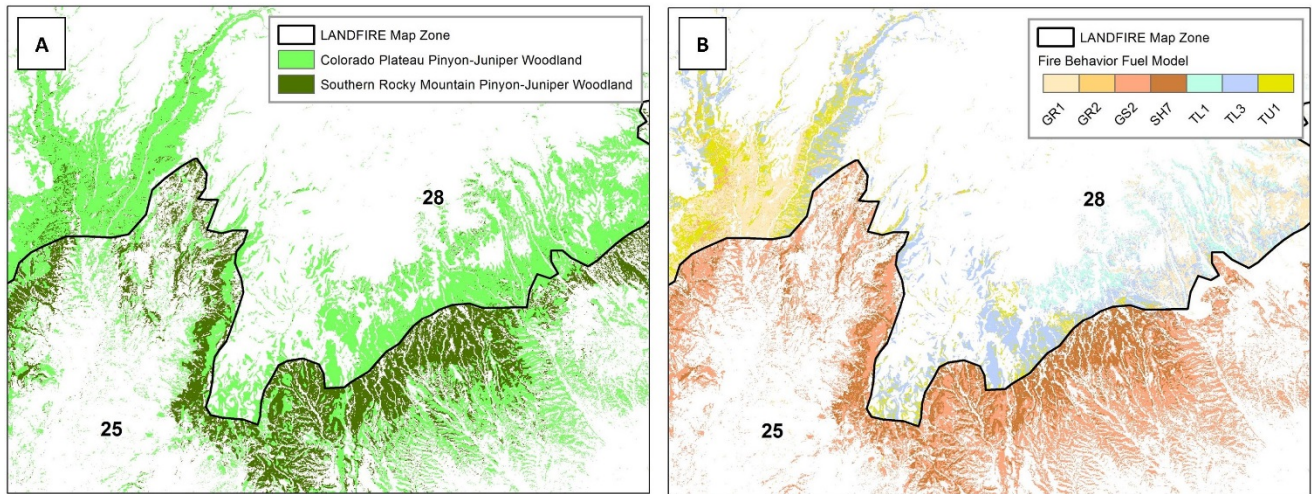 A
LANDFIRE Map Zone
Colorado Plateau Pinyon-Juniper Woodland
Southern Rocky Mountain Pinyon-Juniper Woodland
28
25
B
LANDFIRE Map Zone
Fire Behavior Fuel Model
GR1 GR2 GS2 SH7 TL1 TL3 TU1
28
25